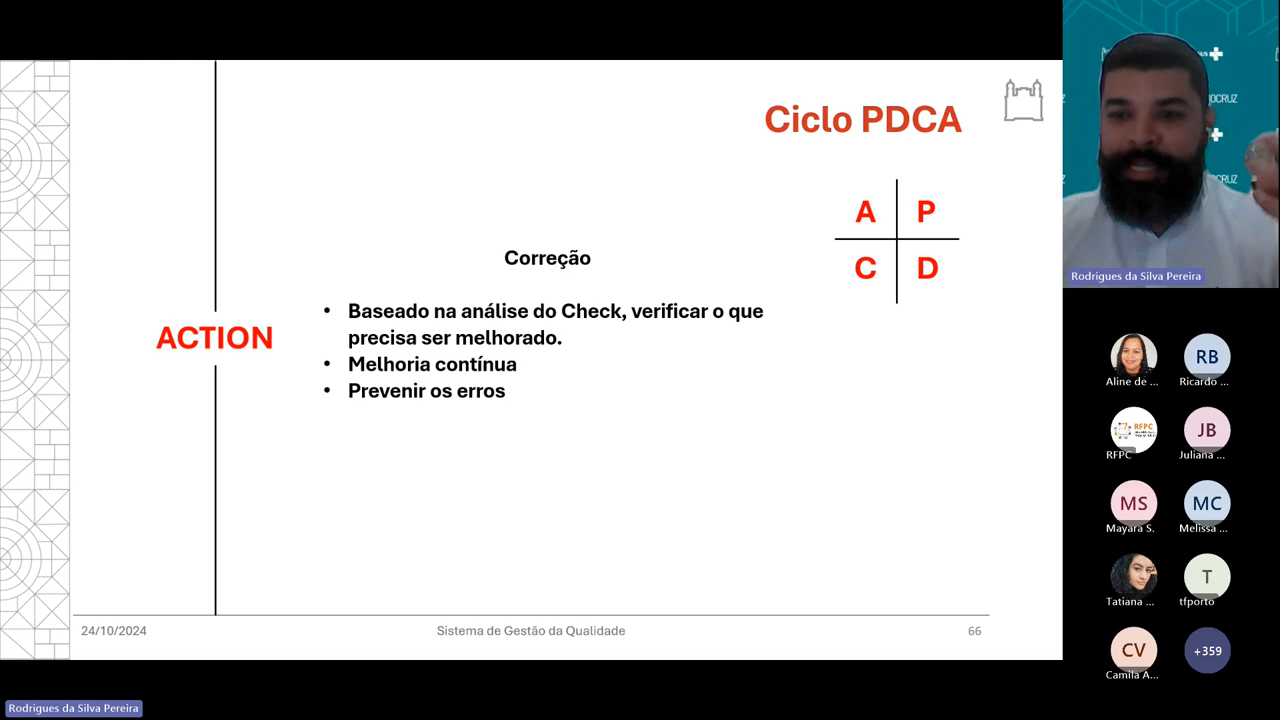 Ciclo PDCA
A P
C D
Correção
• Baseado na análise do Check, verificar o que
precisa ser melhorado.
• Melhoria contínua
• Prevenir os erros
ACTION
24/10/2024
Sistema de Gestão da Qualidade
66
Rodrigues da Silva Pereira
Aline de ...
RB
Ricardo ...
RFPC
RFPC
JB
Juliana ...
MS
Mayara S.
MC
Melissa ...
Tatiana ...
T
tfporto
CV
Camila A...
+359
Rodrigues da Silva Pereira